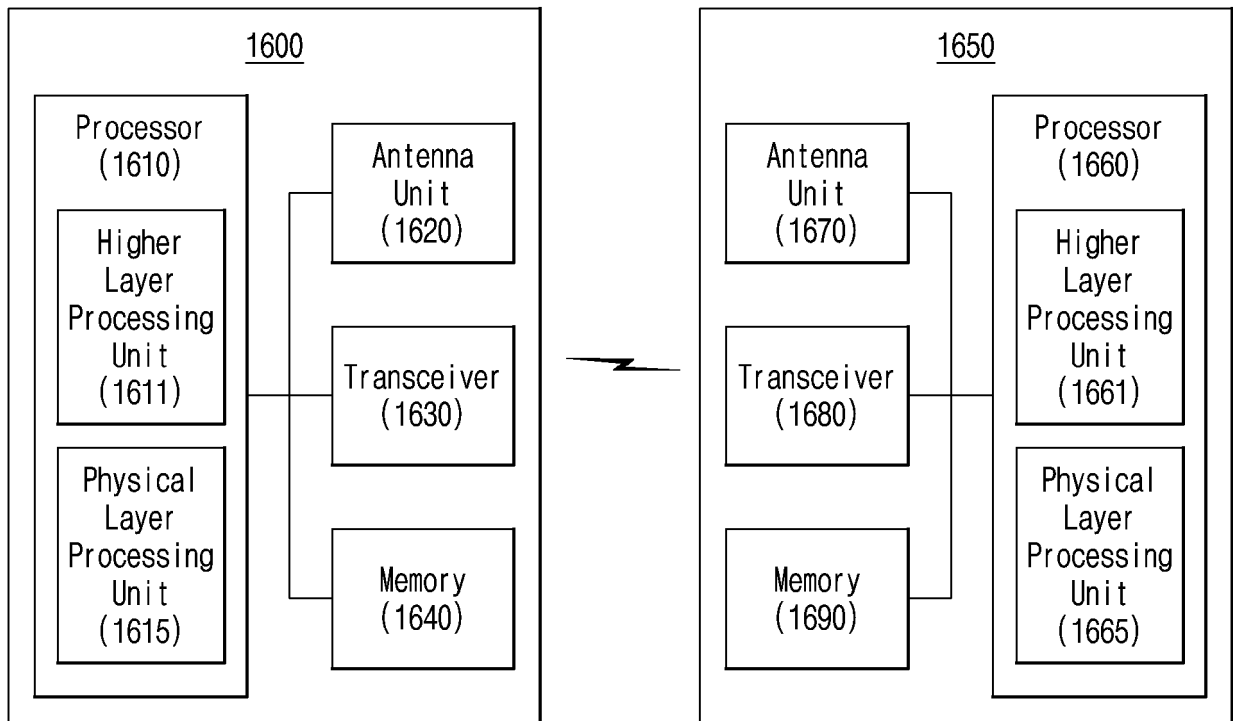 1600
Processor
(1610)
Higher
Layer
Processing
Unit
(1611)
Physical
Layer
Processing
Unit
(1615)
Antenna
Unit
(1620)
Transceiver
(1630)
Memory
(1640)
1650
Antenna
Unit
(1670)
Transceiver
(1680)
Memory
(1690)
Processor
(1660)
Higher
Layer
Processing
Unit
(1661)
Physical
Layer
Processing
Unit
(1665)